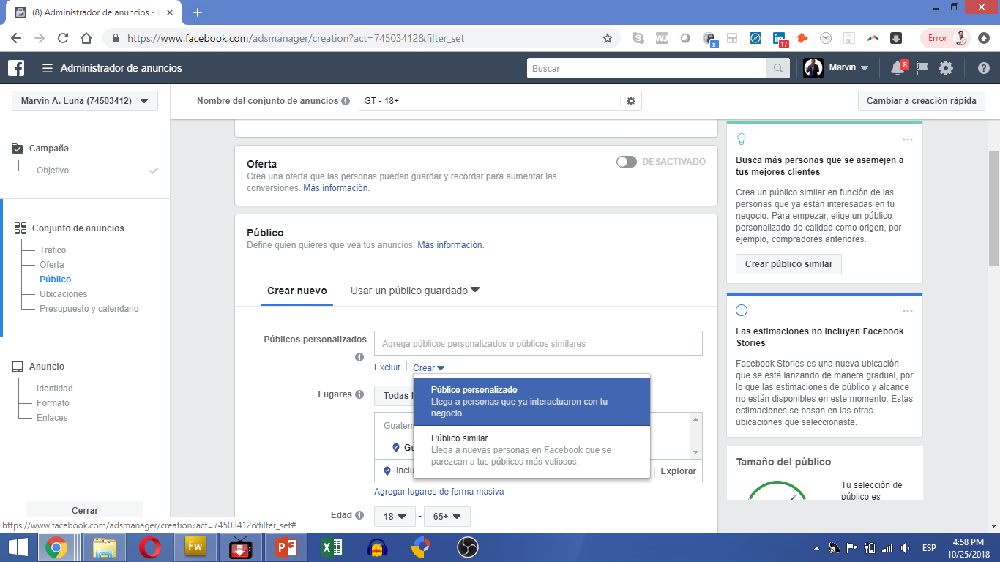 (8) Administrador de anuncios -
https://www.facebook.com/adsmanager/creation?act=74503412&filter_set
17
Error
Administrador de anuncios
Buscar
Marvin
8
Marvin A. Luna (74503412)
Nombre del conjunto de anuncios
GT - 18+
Cambiar a creación rápida
Campaña
Objetivo
Conjunto de anuncios
Tráfico
Oferta
Público
Ubicaciones
Presupuesto y calendario
Anuncio
Identidad
Formato
Enlaces
Cerrar
Oferta
DESACTIVADO
Crea una oferta que las personas puedan guardar y recordar para aumentar las
conversiones. Más información.
Público
Define quién quieres que vea tus anuncios. Más información.
Crear nuevo
Usar un público guardado
Públicos personalizados
Agrega públicos personalizados o públicos similares
Excluir
Crear
Público personalizado
Llega a personas que ya interactuaron con tu
negocio.
Público similar
Llega a nuevas personas en Facebook que se
parezcan a tus públicos más valiosos.
Lugares
Todas
Guatem
Gu
Inclu
Explorar
Agregar lugares de forma masiva
Edad
18
-
65+
Busca más personas que se asemejen a
tus mejores clientes
Crea un público similar en función de las
personas que ya están interesadas en tu
negocio. Para empezar, elige un público
personalizado de calidad como origen, por
ejemplo, compradores anteriores.
Crear público similar
Las estimaciones no incluyen Facebook
Stories
Facebook Stories es una nueva ubicación
que se está lanzando de manera gradual, por
lo que las estimaciones de público y alcance
no están disponibles en este momento. Estas
estimaciones se basan en las otras
ubicaciones que seleccionaste.
Tamaño del público
Tu selección de
público es
https://www.facebook.com/adsmanager/creation?act=74503412&filter_set#
Fw
ESP
4:58 PM
10/25/2018